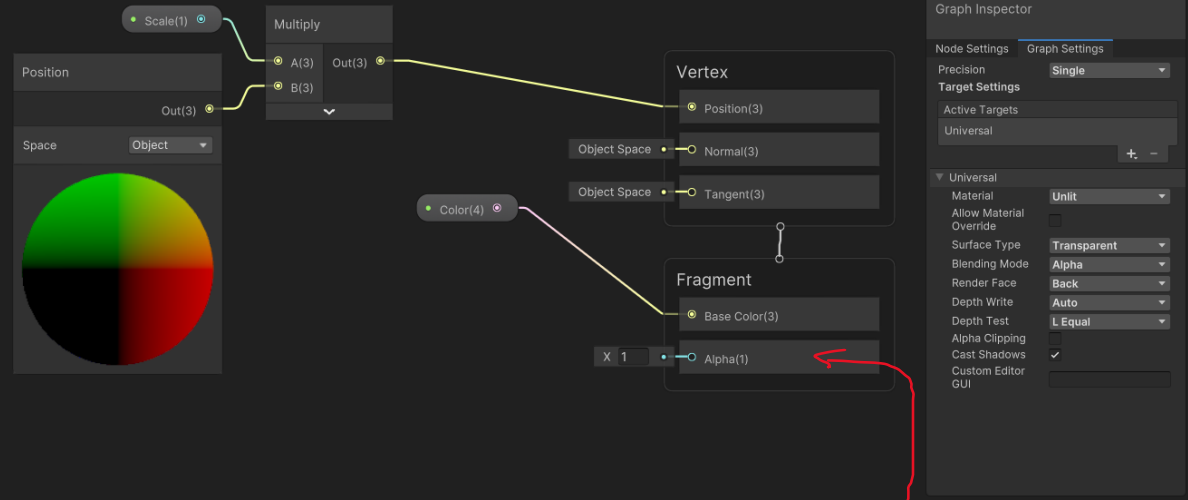 Scale(1)
Multiply
A(3)
Out(3)
B(3)
Position
Out(3)
Space
Object
Color(4)
Vertex
Position(3)
Object Space
Normal(3)
Object Space
Tangent(3)
Fragment
Base Color(3)
X
1
Alpha(1)
Graph Inspector
Node Settings
Graph Settings
Precision
Single
Target Settings
Active Targets
Universal
+
−
Universal
Material
Unlit
Allow Material
Override
Surface Type
Transparent
Blending Mode
Alpha
Render Face
Back
Depth Write
Auto
Depth Test
L Equal
Alpha Clipping
Cast Shadows
Custom Editor
GUI